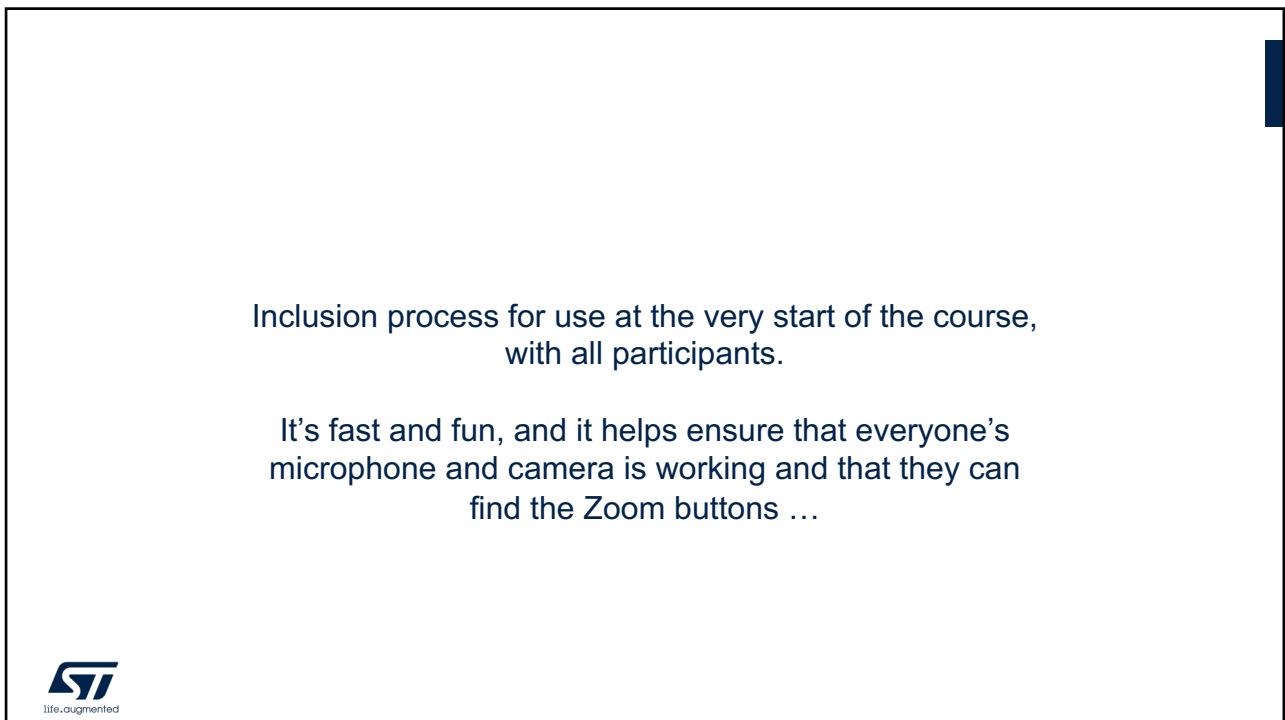 Inclusion process for use at the very start of the course,
with all participants.
It’s fast and fun, and it helps ensure that everyone’s
microphone and camera is working and that they can
find the Zoom buttons …
ST
life.augmented